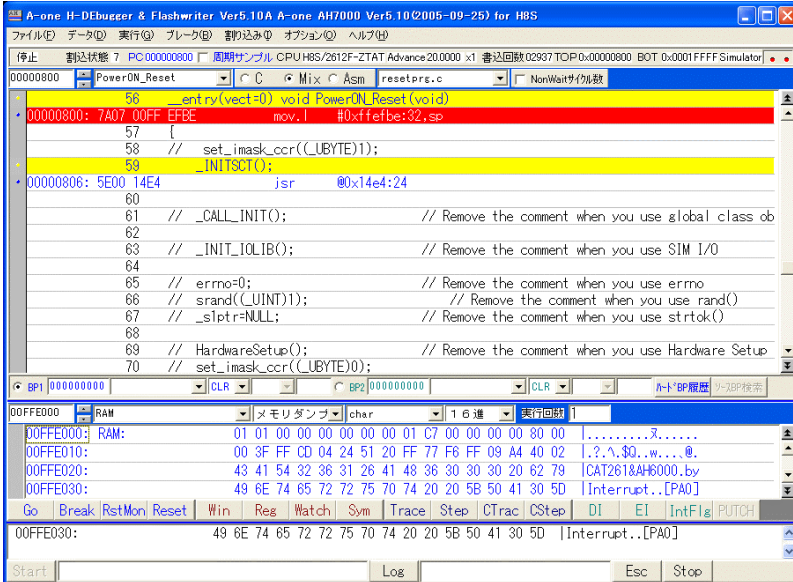 A-one H-DEbugger & Flashwriter Ver5.10A A-one AH7000 Ver5.10(2005-09-25) for H8S
ファイル(F) データ(D) 実行(G) ブレーク(B) 割り込み(I) オプション(O) ヘルプ(H)
停止 割込状態 7 PC 00000800 周期サンプル CPU H8S/2612F-ZTAT Advance 20.0000 x1 書込回数 02937 TOP 0x00000800 BOT 0x0001FFFF Simulator
00000800 PowerON_Reset C Mix C Asm resetprg.c NonWaitサイクル数
56 __entry(vect=0) void PowerON_Reset(void)
00000800: 7A07 00FF EFBE mov.l #0xffefbe:32,sp
57 {
58 // set_imask_ccr((_UBYTE)1);
59 _INITSCT();
00000806: 5E00 14E4 jsr @0x14e4:24
60
61 // _CALL_INIT(); // Remove the comment when you use global class ob
62
63 // _INIT_IOLIB(); // Remove the comment when you use SIM I/O
64
65 // errno=0; // Remove the comment when you use errno
66 // srand((_UINT)1); // Remove the comment when you use rand()
67 // _s1ptr=NULL; // Remove the comment when you use strtok()
68
69 // HardwareSetup(); // Remove the comment when you use Hardware Setup
70 // set_imask_ccr((_UBYTE)0);
BP1 000000000 CLR BP2 000000000 CLR ハードBP履歴 ソースBP検索
00FFE000 RAM メモリダンプ char 16進 実行回数 1
00FFE000: RAM: 01 01 00 00 00 00 00 00 01 C7 00 00 00 00 80 00 |.........ヌ......
00FFE010: 00 3F FF CD 04 24 51 20 FF 77 F6 FF 09 A4 40 02 |.?.ヘ.$Q..w....、@.
00FFE020: 43 41 54 32 36 31 26 41 48 36 30 30 30 20 62 79 |CAT261&AH6000.by
00FFE030: 49 6E 74 65 72 72 75 70 74 20 20 5B 50 41 30 5D |Interrupt..[PA0]
Go Break RstMon Reset Win Reg Watch Sym Trace Step CTrac CStep DI EI IntFlg PUTCH
00FFE030: 49 6E 74 65 72 72 75 70 74 20 20 5B 50 41 30 5D |Interrupt..[PA0]
Start Log Esc Stop